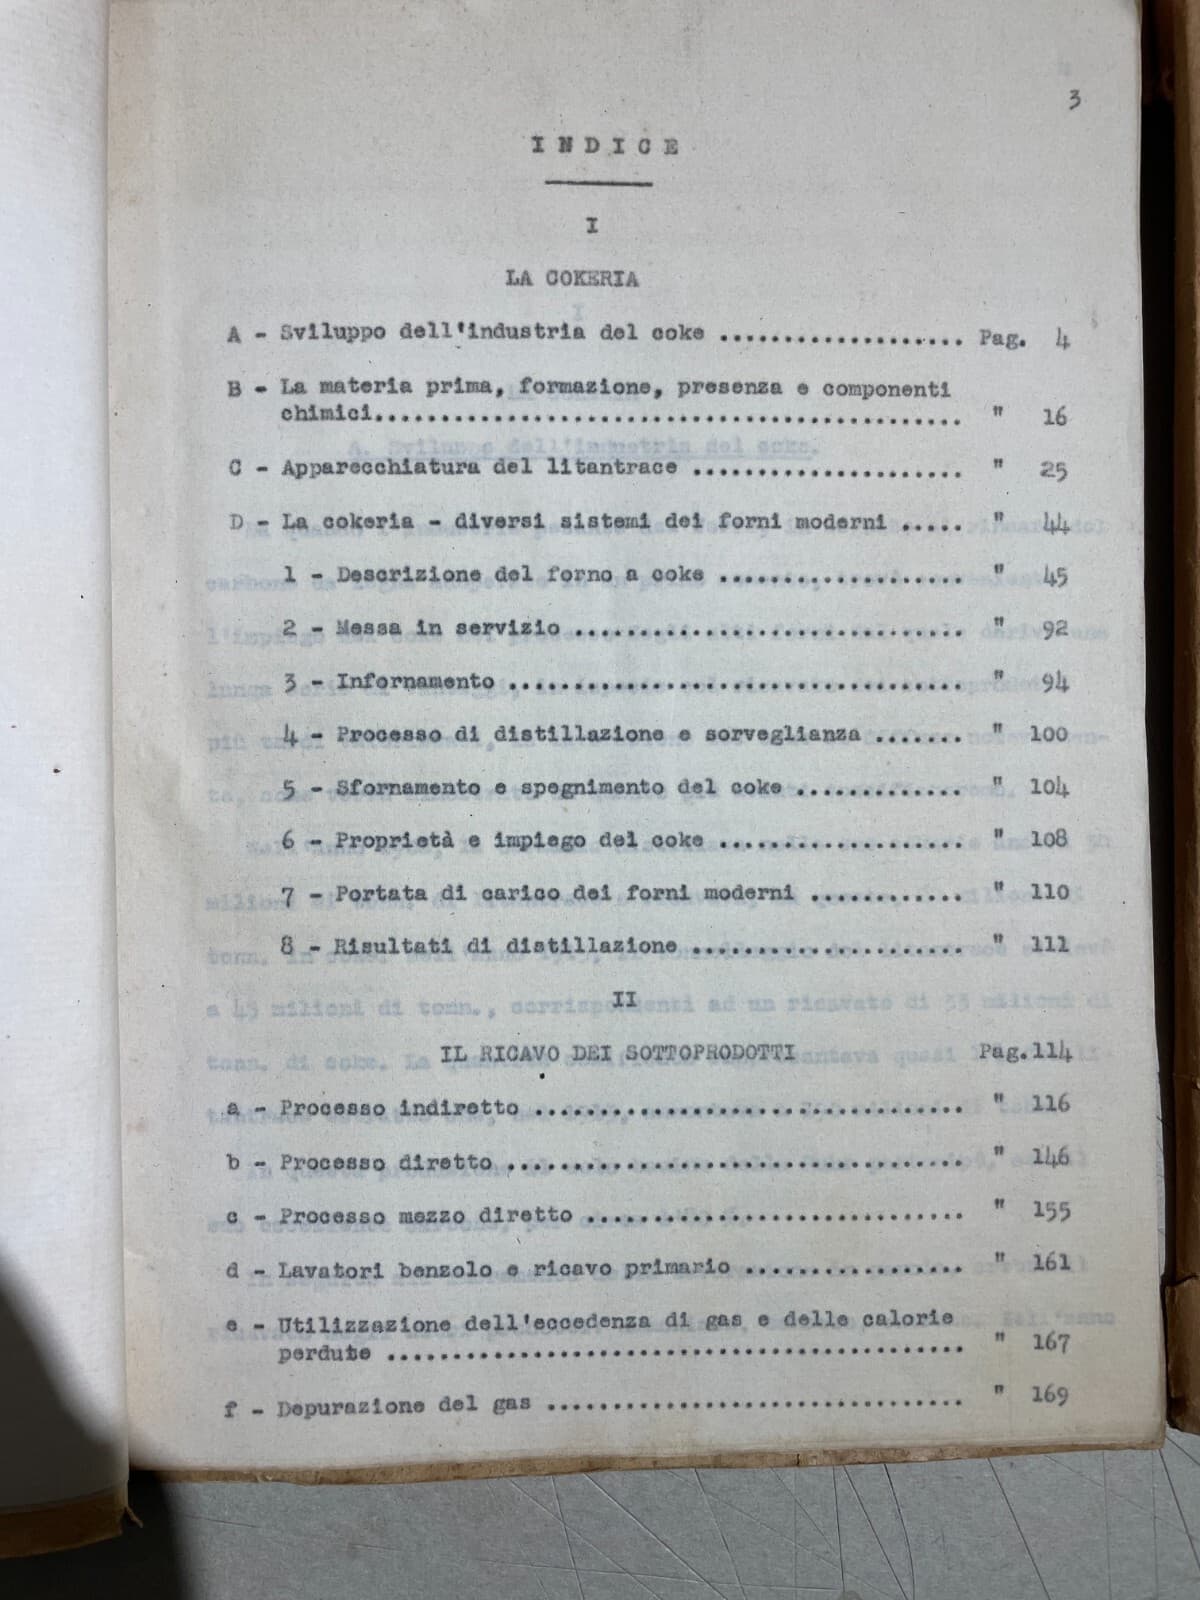 3
INDICE
I
LA COKERIA
A - Sviluppo dell'industria del coke ................... Pag. 4
B - La materia prima, formazione, presenza e componenti
chimici............................................. " 16
C - Apparecchiatura del litantrace ..................... " 25
D - La cokeria - diversi sistemi dei forni moderni ..... " 44
1 - Descrizione del forno a coke ................... " 45
2 - Messa in servizio .............................. " 92
3 - Infornamento ................................... " 94
4 - Processo di distillazione e sorveglianza ....... " 100
5 - Sfornamento e spegnimento del coke ............. " 104
6 - Proprietà e impiego del coke ................... " 108
7 - Portata di carico dei forni moderni ............ " 110
8 - Risultati di distillazione ..................... " 111
II
IL RICAVO DEI SOTTOPRODOTTI Pag. 114
a - Processo indiretto ................................. " 116
b - Processo diretto ................................... " 146
c - Processo mezzo diretto ............................. " 155
d - Lavatori benzolo e ricavo primario ................. " 161
e - Utilizzazione dell'eccedenza di gas e delle calorie
perdute ............................................ " 167
f - Depurazione del gas ................................ " 169